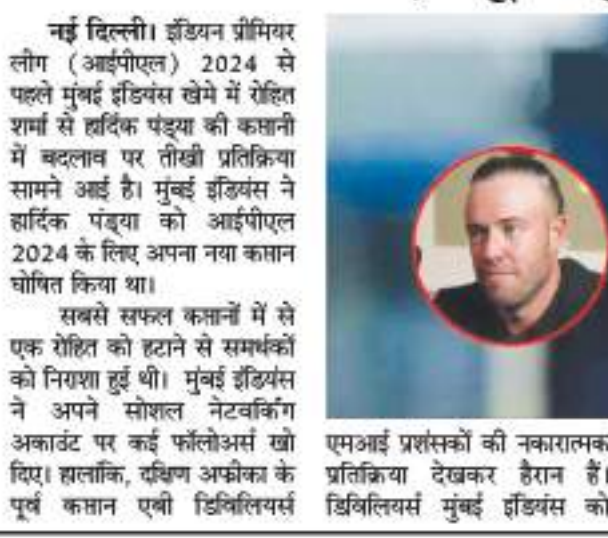 नई दिल्ली। इंडियन प्रीमियर
लीग (आईपीएल) 2024 से
पहले मुंबई इंडियंस खेमे में रोहित
शर्मा से हार्दिक पंड्या की कप्तानी
में बदलाव पर तीखी प्रतिक्रिया
सामने आई है। मुंबई इंडियंस ने
हार्दिक पंड्या को आईपीएल
2024 के लिए अपना नया कप्तान
घोषित किया था।
सबसे सफल कप्तानों में से
एक रोहित को हटाने से समर्थकों
को निराशा हुई थी। मुंबई इंडियंस
ने अपने सोशल नेटवर्किंग
अकाउंट पर कई फॉलोअर्स खो
दिए। हालांकि, दक्षिण अफ्रीका के
पूर्व कप्तान एबी डिविलियर्स
एमआई प्रशंसकों की नकारात्मक
प्रतिक्रिया देखकर हैरान हैं।
डिविलियर्स मुंबई इंडियंस को